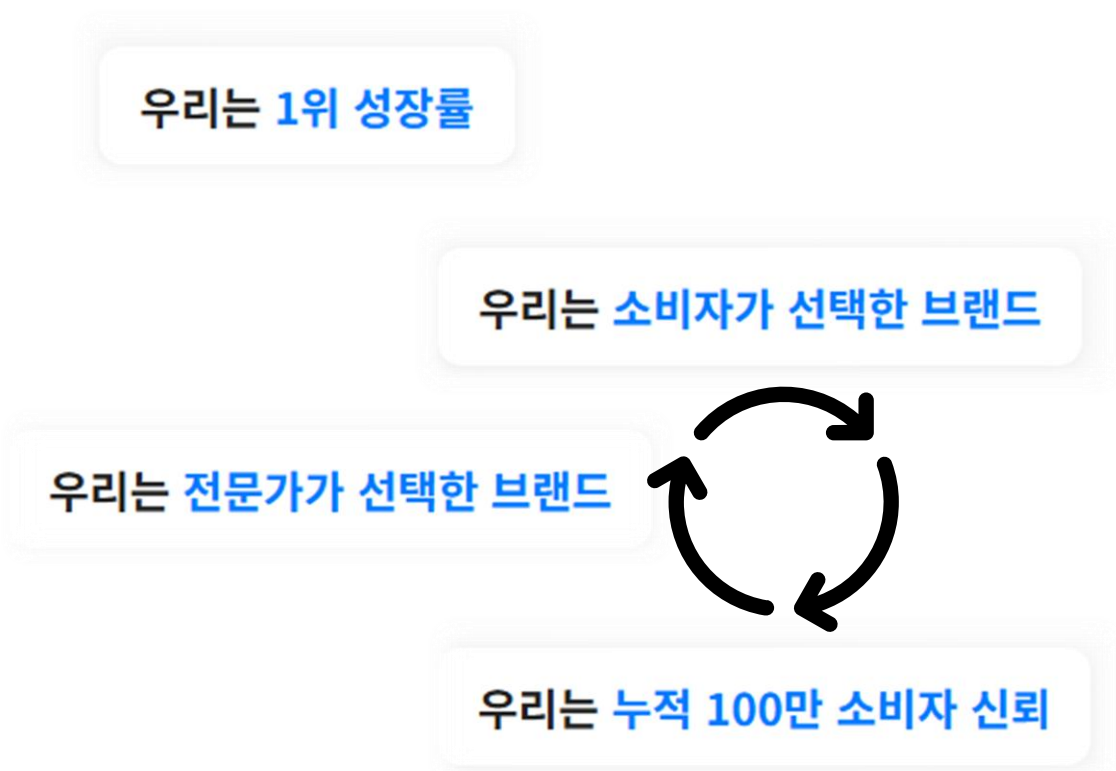 우리는 1위 성장률
우리는 소비자가 선택한 브랜드
우리는 전문가가 선택한 브랜드
우리는 누적 100만 소비자 신뢰